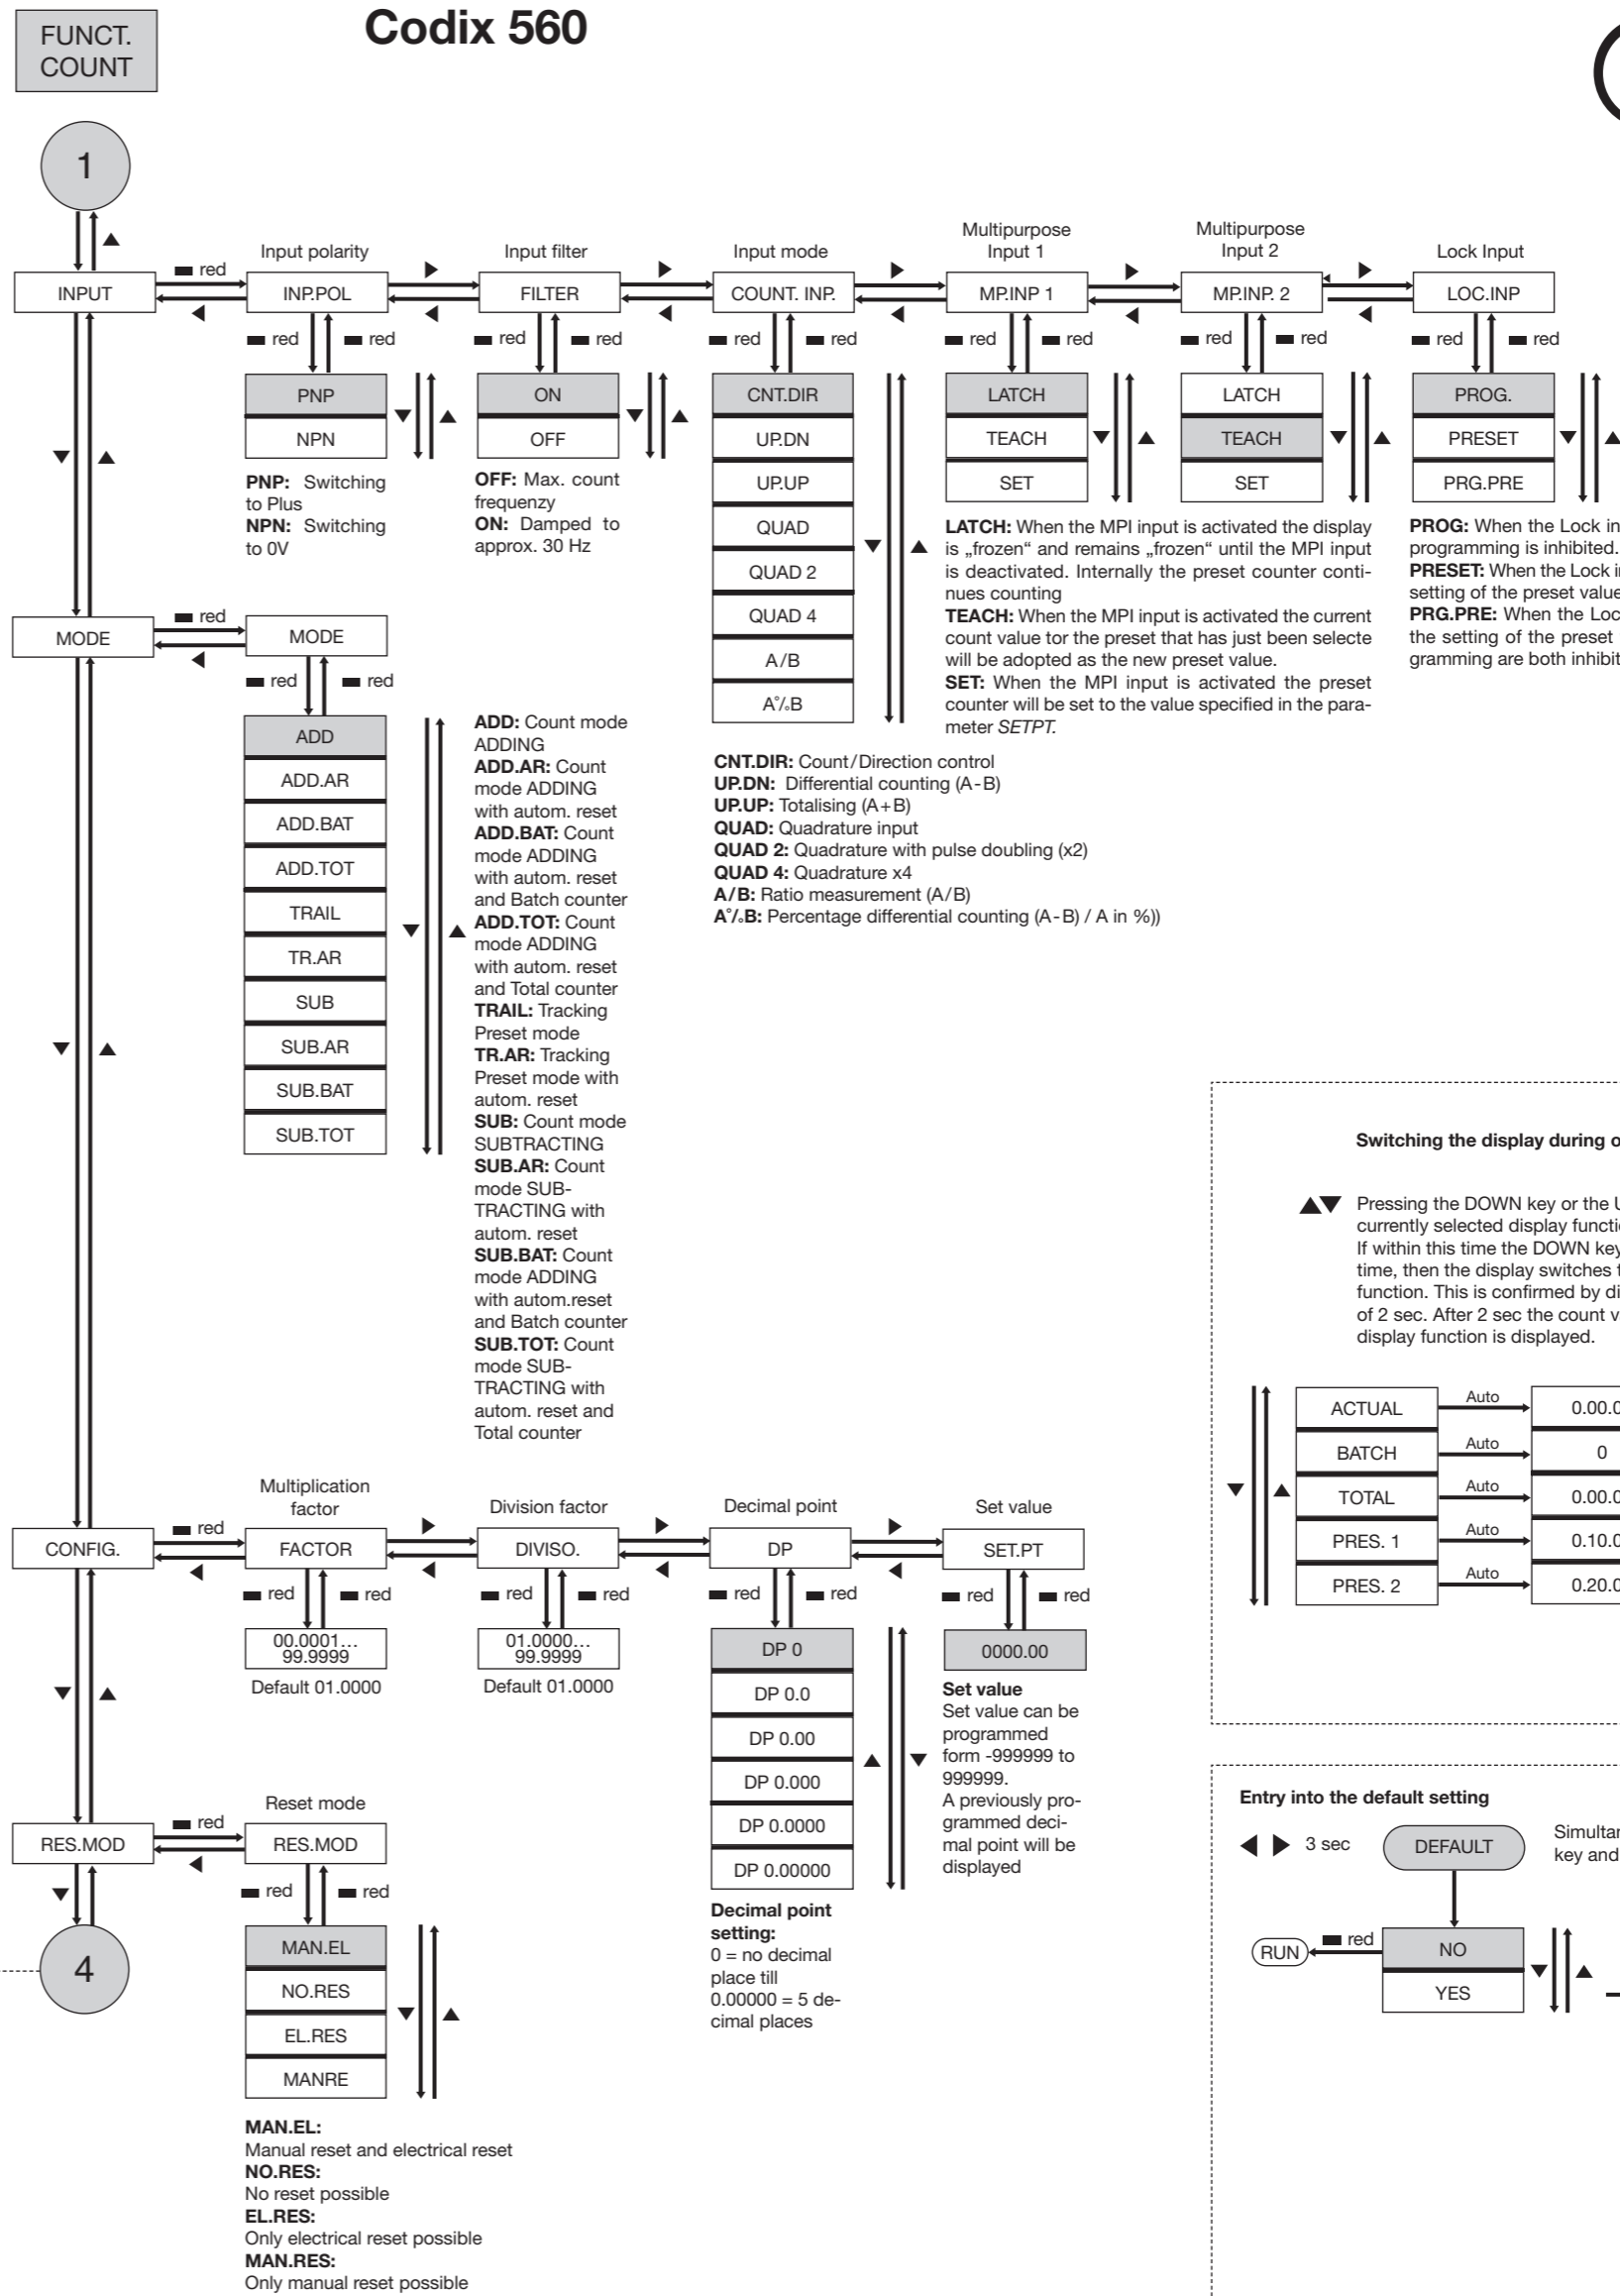 FUNCT.
COUNT
Codix 560
1
Input polarity
Input filter
Input mode
Multipurpose
Input 1
Multipurpose
Input 2
Lock Input
INPUT
red
INP.POL
FILTER
COUNT. INP.
MP.INP 1
MP.INP. 2
LOC.INP
red red
red red
red red
red red
red red
red red
PNP
NPN
PNP: Switching
to Plus
NPN: Switching
to 0V
ON
OFF
OFF: Max. count
frequenzy
ON: Damped to
approx. 30 Hz
CNT.DIR
UP.DN
UP.UP
QUAD
QUAD 2
QUAD 4
A/B
A°/.B
CNT.DIR: Count/Direction control
UP.DN: Differential counting (A-B)
UP.UP: Totalising (A+B)
QUAD: Quadrature input
QUAD 2: Quadrature with pulse doubling (x2)
QUAD 4: Quadrature x4
A/B: Ratio measurement (A/B)
A°/.B: Percentage differential counting (A-B) / A in %))
LATCH
TEACH
SET
LATCH
TEACH
SET
LATCH: When the MPI input is activated the display
is „frozen“ and remains „frozen“ until the MPI input
is deactivated. Internally the preset counter conti-
nues counting
TEACH: When the MPI input is activated the current
count value tor the preset that has just been selecte
will be adopted as the new preset value.
SET: When the MPI input is activated the preset
counter will be set to the value specified in the para-
meter SETPT.
PROG.
PRESET
PRG.PRE
PROG: When the Lock in
programming is inhibited.
PRESET: When the Lock i
setting of the preset value
PRG.PRE: When the Loc
the setting of the preset
gramming are both inhibi
MODE
red
MODE
red red
ADD
ADD.AR
ADD.BAT
ADD.TOT
TRAIL
TR.AR
SUB
SUB.AR
SUB.BAT
SUB.TOT
ADD: Count mode
ADDING
ADD.AR: Count
mode ADDING
with autom. reset
ADD.BAT: Count
mode ADDING
with autom. reset
and Batch counter
ADD.TOT: Count
mode ADDING
with autom. reset
and Total counter
TRAIL: Tracking
Preset mode
TR.AR: Tracking
Preset mode with
autom. reset
SUB: Count mode
SUBTRACTING
SUB.AR: Count
mode SUB-
TRACTING with
autom. reset
SUB.BAT: Count
mode ADDING
with autom.reset
and Batch counter
SUB.TOT: Count
mode SUB-
TRACTING with
autom. reset and
Total counter
Switching the display during o
Pressing the DOWN key or the U
currently selected display functi
If within this time the DOWN key
time, then the display switches t
function. This is confirmed by di
of 2 sec. After 2 sec the count v
display function is displayed.
ACTUAL Auto 0.00.0
BATCH Auto 0
TOTAL Auto 0.00.0
PRES. 1 Auto 0.10.0
PRES. 2 Auto 0.20.0
Multiplication
factor
Division factor
Decimal point
Set value
CONFIG.
red
FACTOR
DIVISO.
DP
SET.PT
red red
red red
red red
red red
00.0001...
99.9999
Default 01.0000
01.0000...
99.9999
Default 01.0000
DP 0
DP 0.0
DP 0.00
DP 0.000
DP 0.0000
DP 0.00000
Decimal point
setting:
0 = no decimal
place till
0.00000 = 5 de-
cimal places
0000.00
Set value
Set value can be
programmed
form -999999 to
999999.
A previously pro-
grammed deci-
mal point will be
displayed
Reset mode
RES.MOD
red
RES.MOD
red red
4
MAN.EL
NO.RES
EL.RES
MANRE
MAN.EL:
Manual reset and electrical reset
NO.RES:
No reset possible
EL.RES:
Only electrical reset possible
MAN.RES:
Only manual reset possible
Entry into the default setting
3 sec
DEFAULT
Simultan
key and
RUN
red
NO
YES